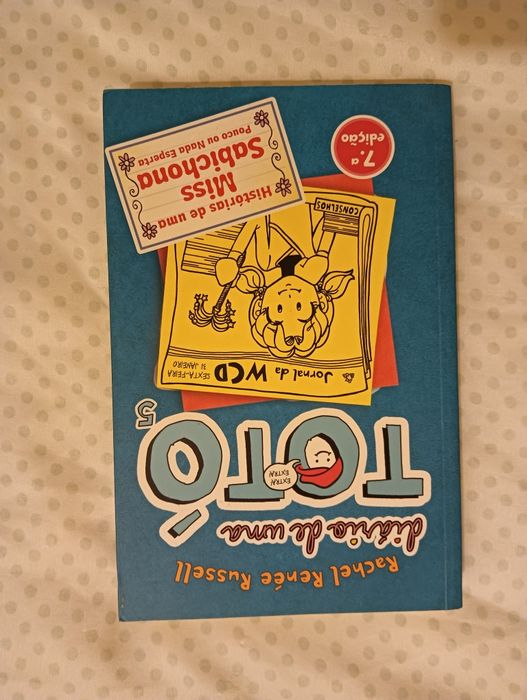 Rachel Renée Russell
diário de uma
TOTÓ
EXTRA!
EXTRA!
5
Jornal da WCD
SEXTA-FEIRA
31 JANEIRO
CONSELHOS
Histórias de uma
Miss
Sabichona
Pouco ou Nada Esperta
7.a
edição